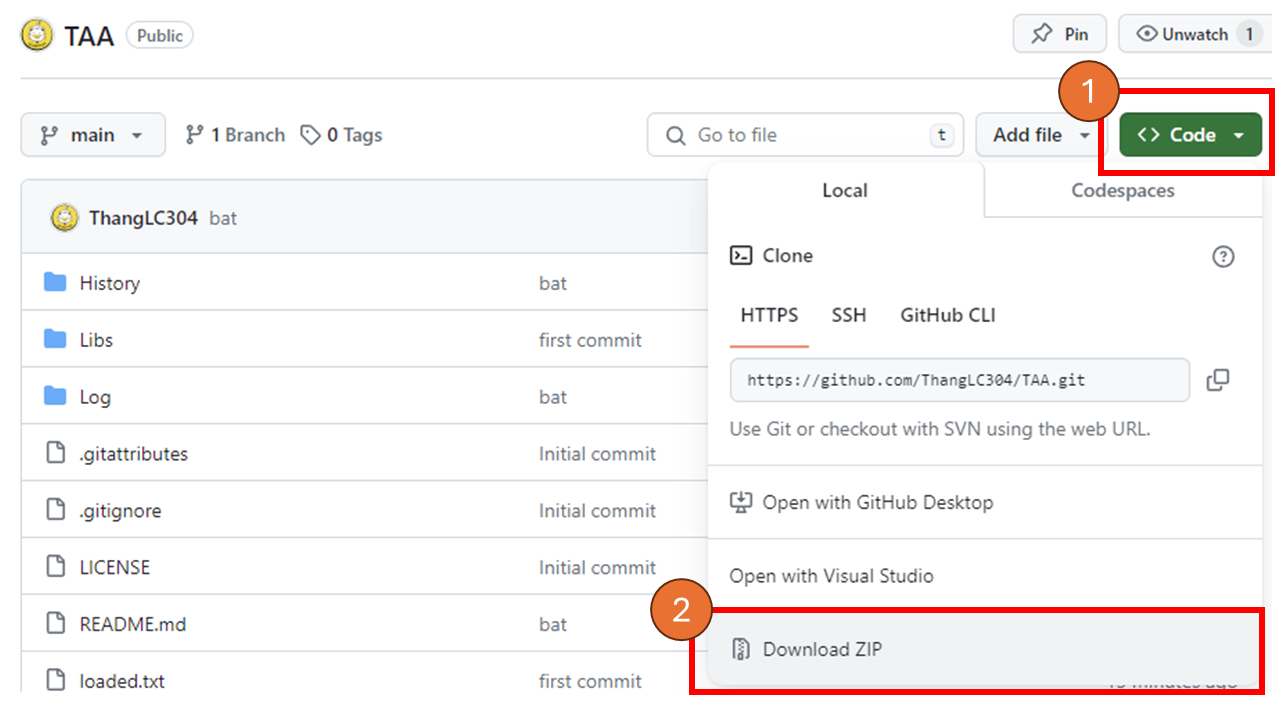 TAA Public
Pin
Unwatch 1
1
main
1 Branch
0 Tags
Go to file
t
Add file
<> Code
ThangLC304 bat
History bat
Libs first commit
Log bat
.gitattributes Initial commit
.gitignore Initial commit
LICENSE Initial commit
README.md bat
loaded.txt first commit
Local
Codespaces
Clone
?
HTTPS SSH GitHub CLI
https://github.com/ThangLC304/TAA.git
Use Git or checkout with SVN using the web URL.
Open with GitHub Desktop
Open with Visual Studio
2
Download ZIP